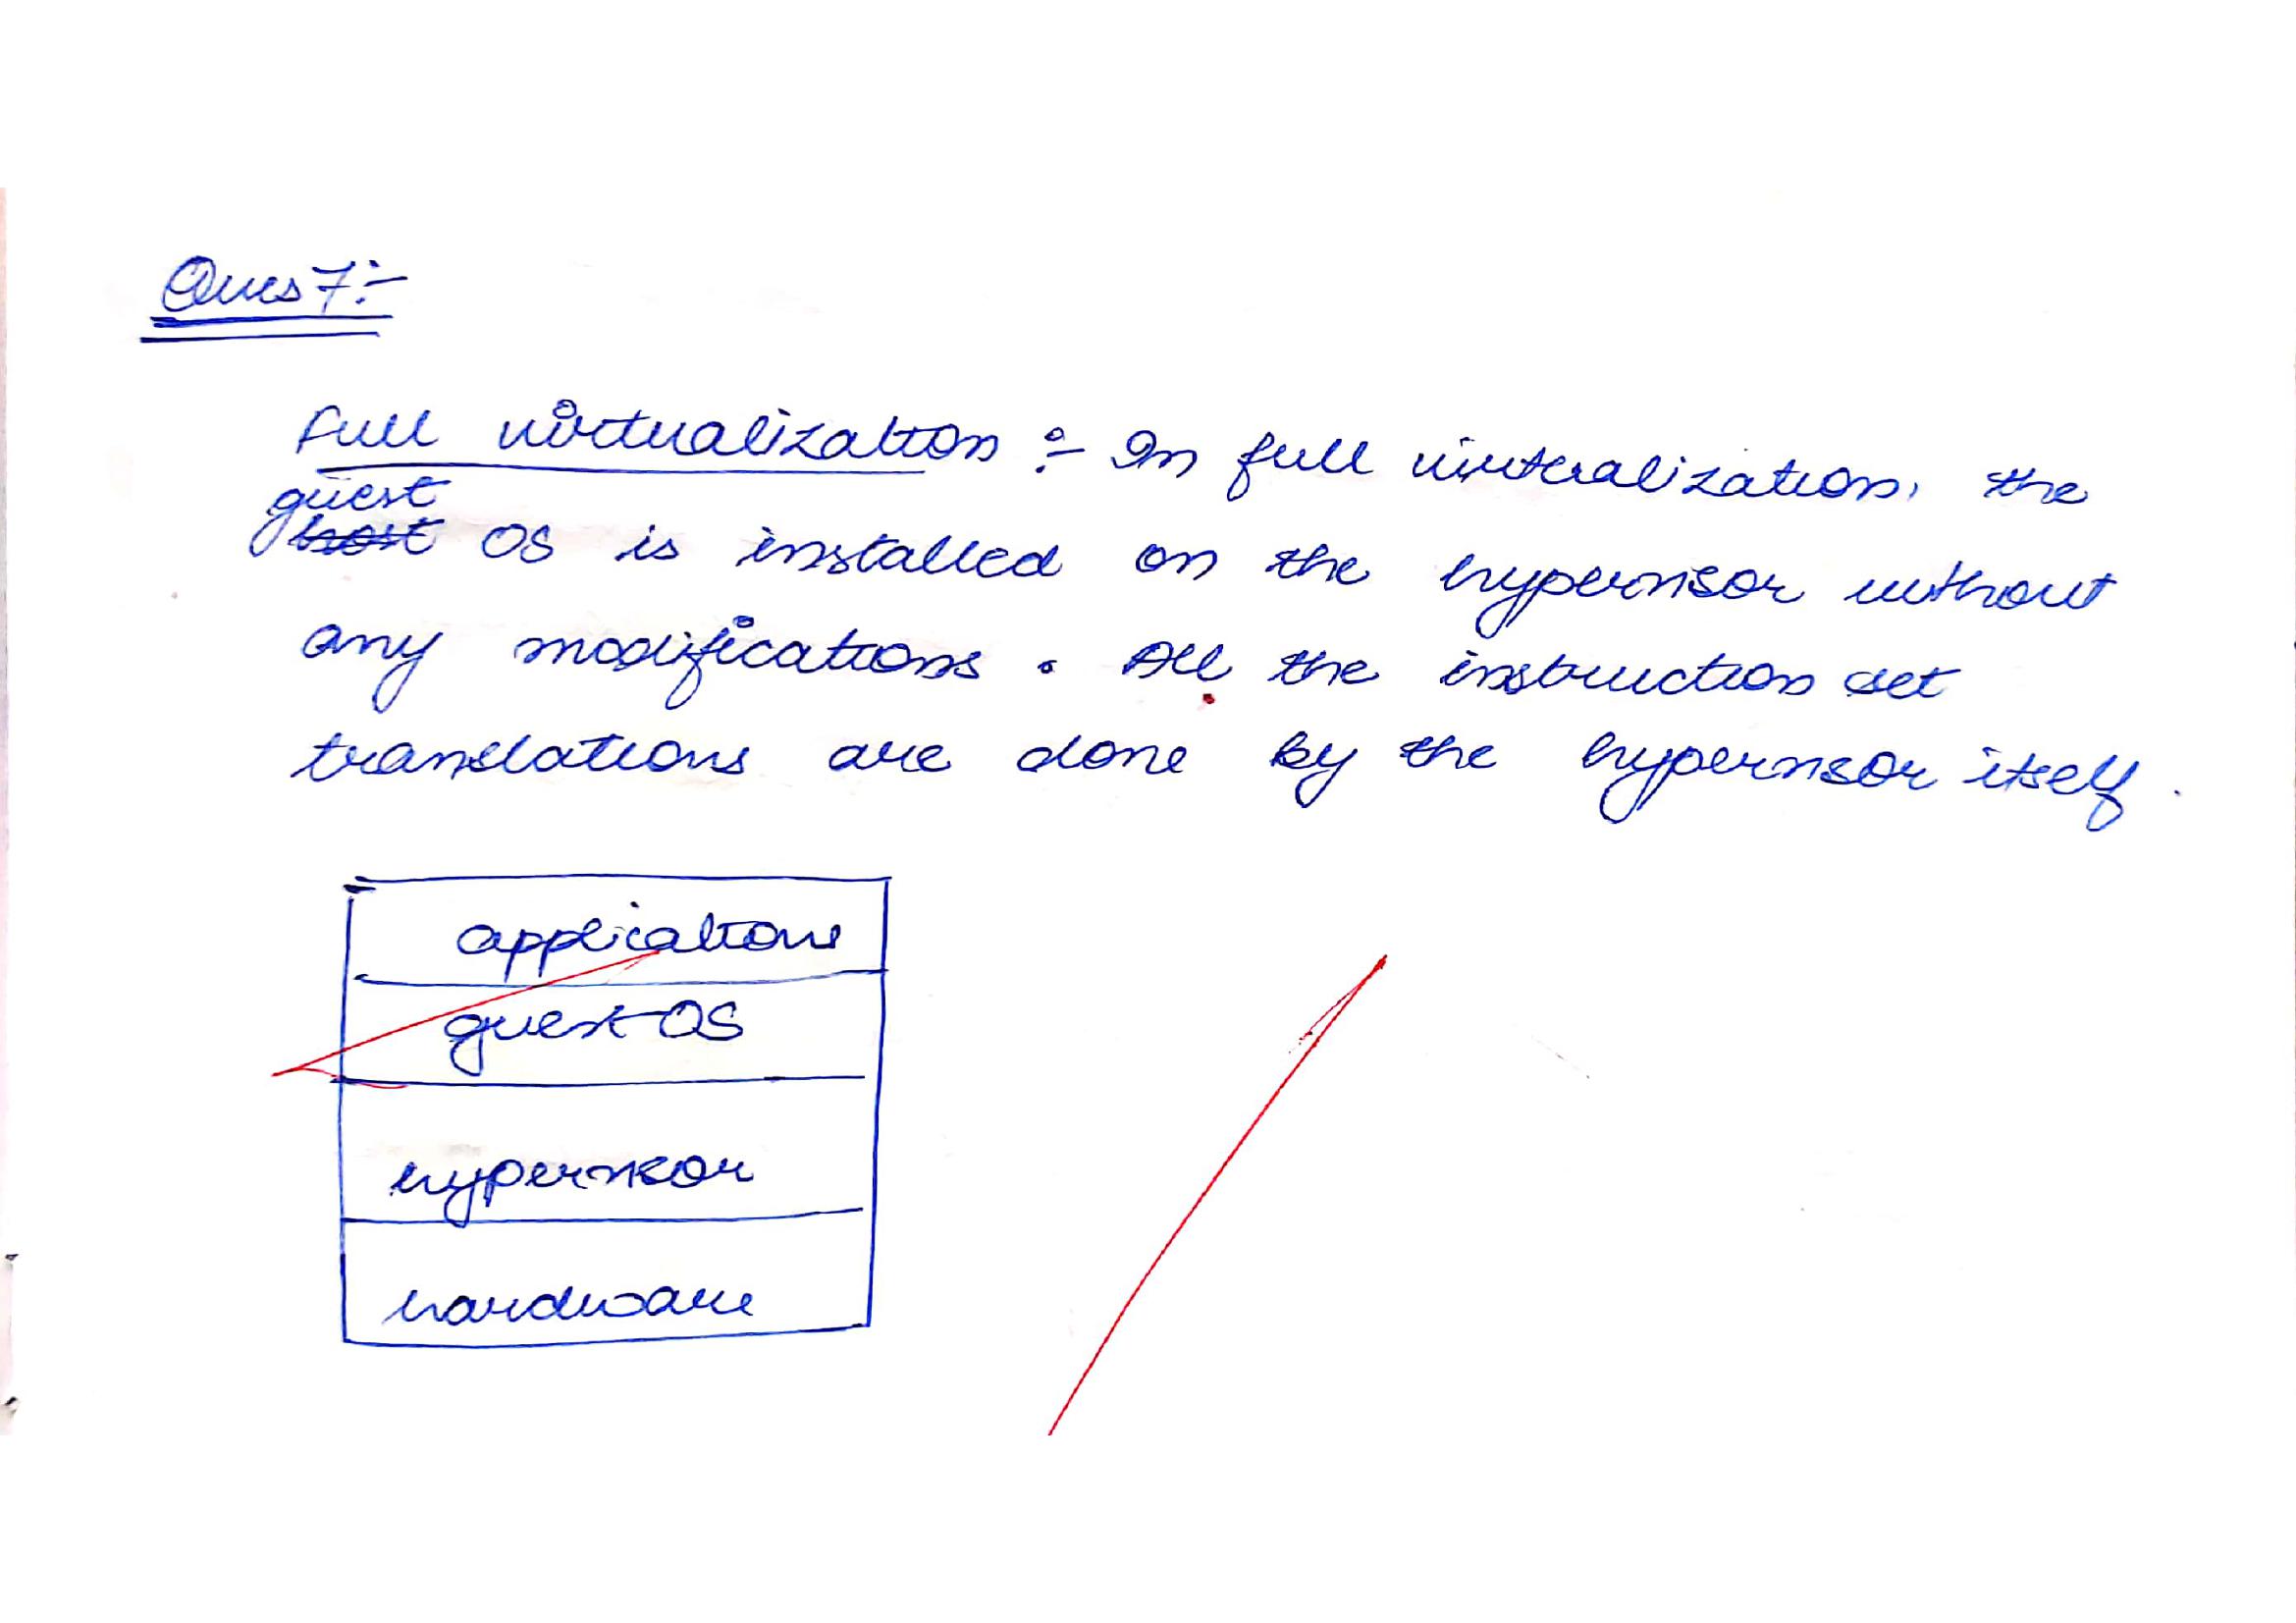 Ques 7:-
Full virtualization :- In full virtualization, the
guest
host OS is installed on the hypervisor without
any modifications. All the instruction set
translations are done by the hypervisor itself.
applications
guest OS
hypervisor
hardware